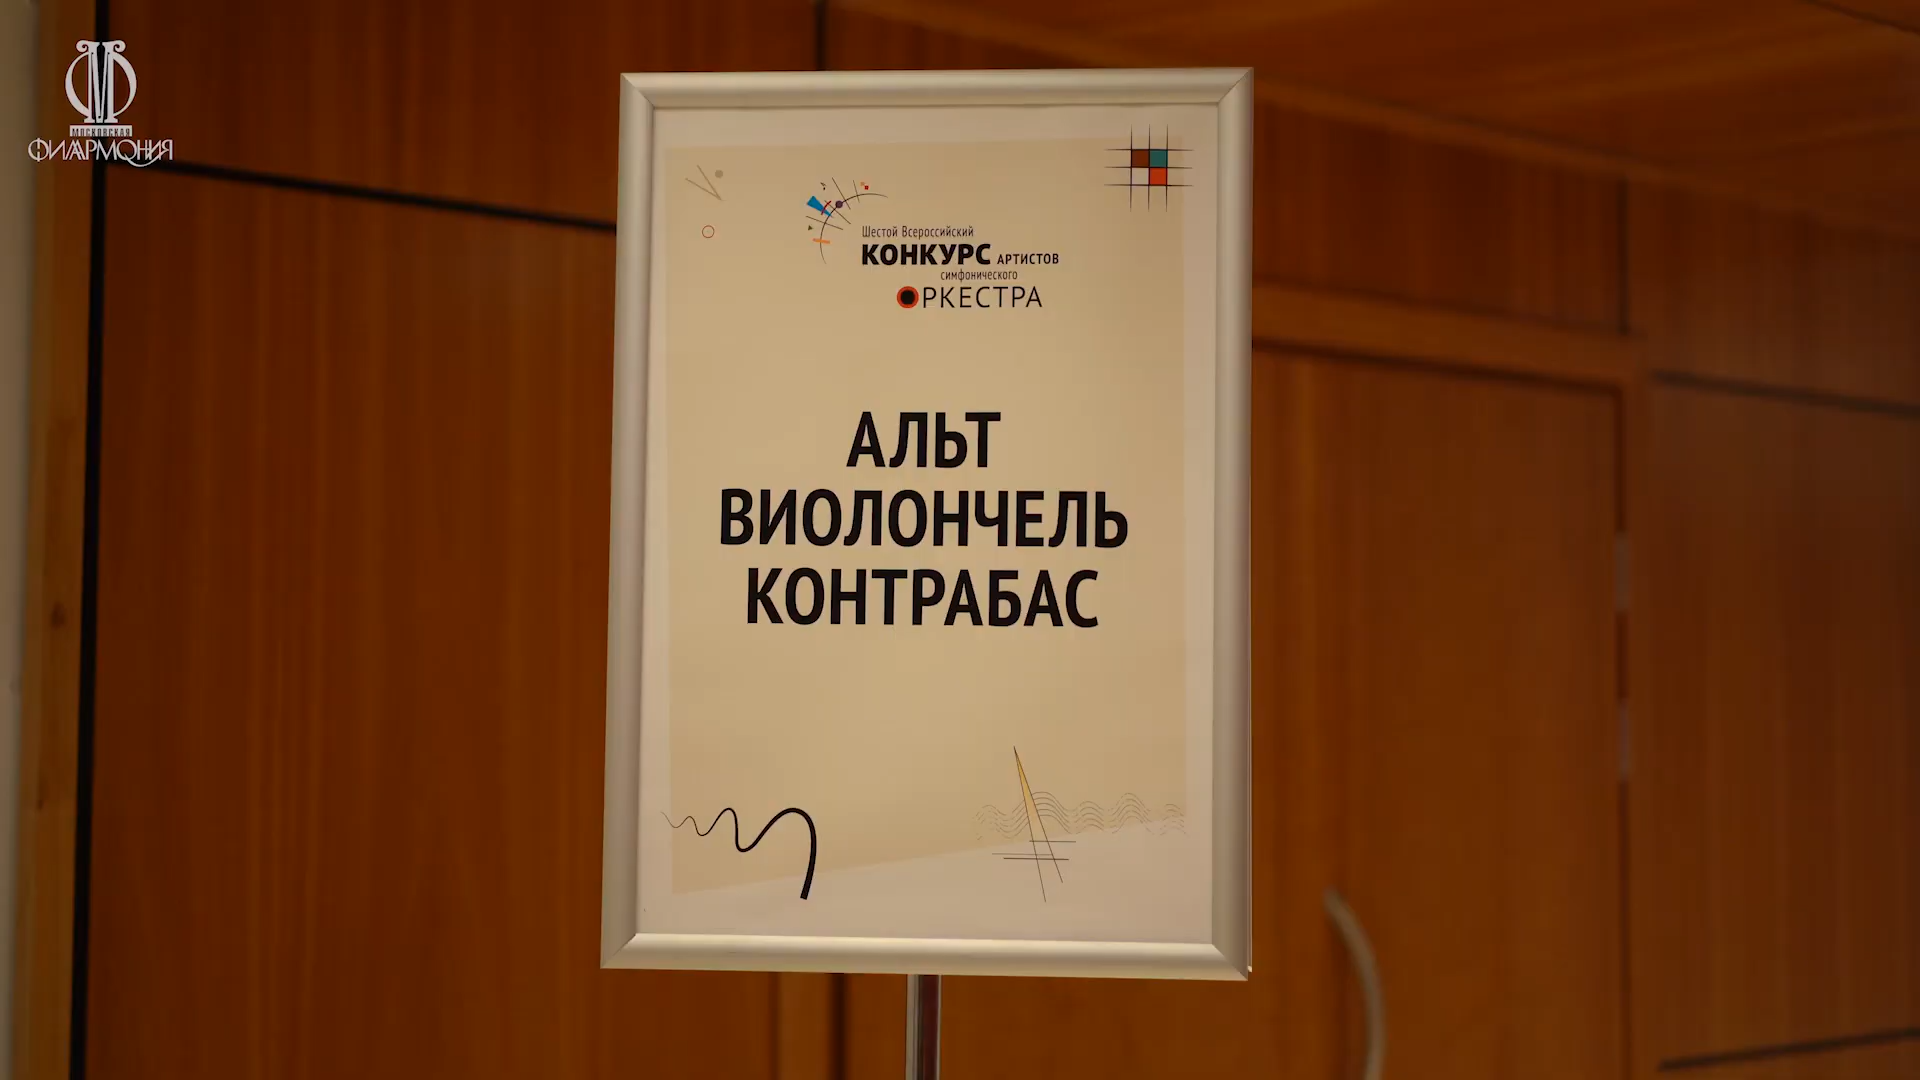 МОСКОВСКАЯ
ФИЛАРМОНИЯ
Шестой Всероссийский
КОНКУРС АРТИСТОВ
симфонического
ОРКЕСТРА
АЛЬТ
ВИОЛОНЧЕЛЬ
КОНТРАБАС